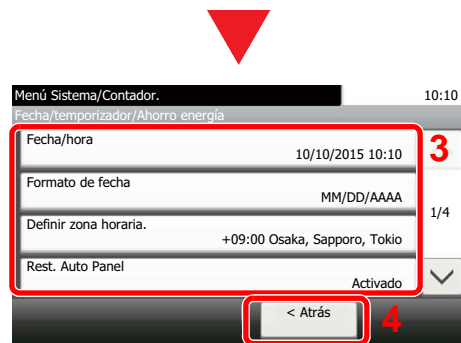 Menú Sistema/Contador.
10:10
Fecha/temporizador/Ahorro energía
Fecha/hora
10/10/2015 10:10
3
Formato de fecha
MM/DD/AAAA
1/4
Definir zona horaria.
+09:00 Osaka, Sapporo, Tokio
Rest. Auto Panel
Activado
< Atrás
4